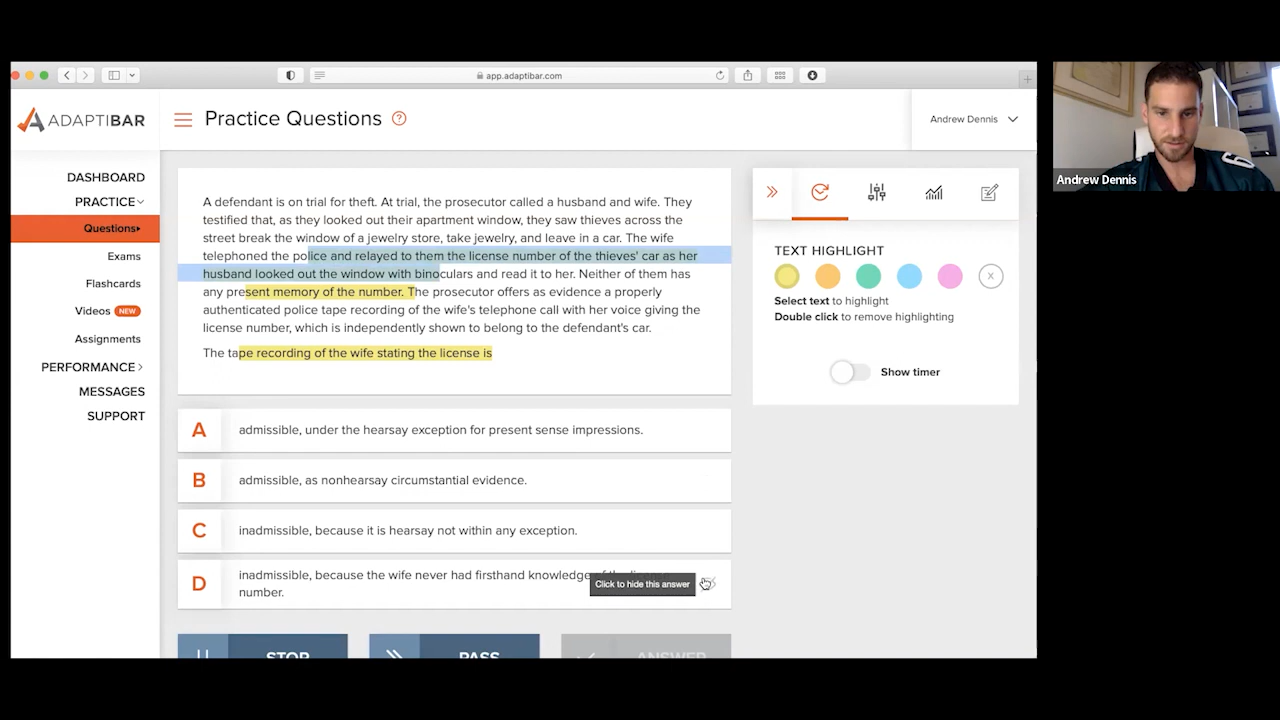 app.adaptibar.com
ADAPTIBAR
Practice Questions ?
Andrew Dennis
DASHBOARD
PRACTICE
Questions
Exams
Flashcards
Videos NEW
Assignments
PERFORMANCE
MESSAGES
SUPPORT
A defendant is on trial for theft. At trial, the prosecutor called a husband and wife. They
testified that, as they looked out their apartment window, they saw thieves across the
street break the window of a jewelry store, take jewelry, and leave in a car. The wife
telephoned the police and relayed to them the license number of the thieves' car as her
husband looked out the window with binoculars and read it to her. Neither of them has
any present memory of the number. The prosecutor offers as evidence a properly
authenticated police tape recording of the wife's telephone call with her voice giving the
license number, which is independently shown to belong to the defendant's car.
The tape recording of the wife stating the license is
A admissible, under the hearsay exception for present sense impressions.
B admissible, as nonhearsay circumstantial evidence.
C inadmissible, because it is hearsay not within any exception.
D inadmissible, because the wife never had firsthand knowledge
number.
Click to hide this answer
STOP
PASS
ANSWER
TEXT HIGHLIGHT
Select text to highlight
Double click to remove highlighting
Show timer
Andrew Dennis